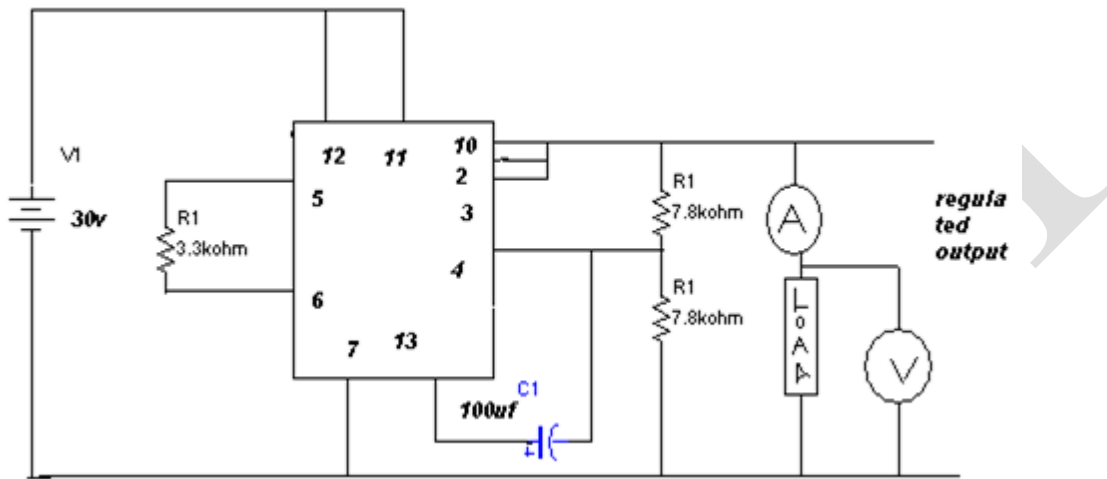 V1
30v
R1
3.3kohm
12
11
10
5
2
3
4
6
7
13
C1
100uf
R1
7.8kohm
R1
7.8kohm
A
LOAD
V
regula
ted
output